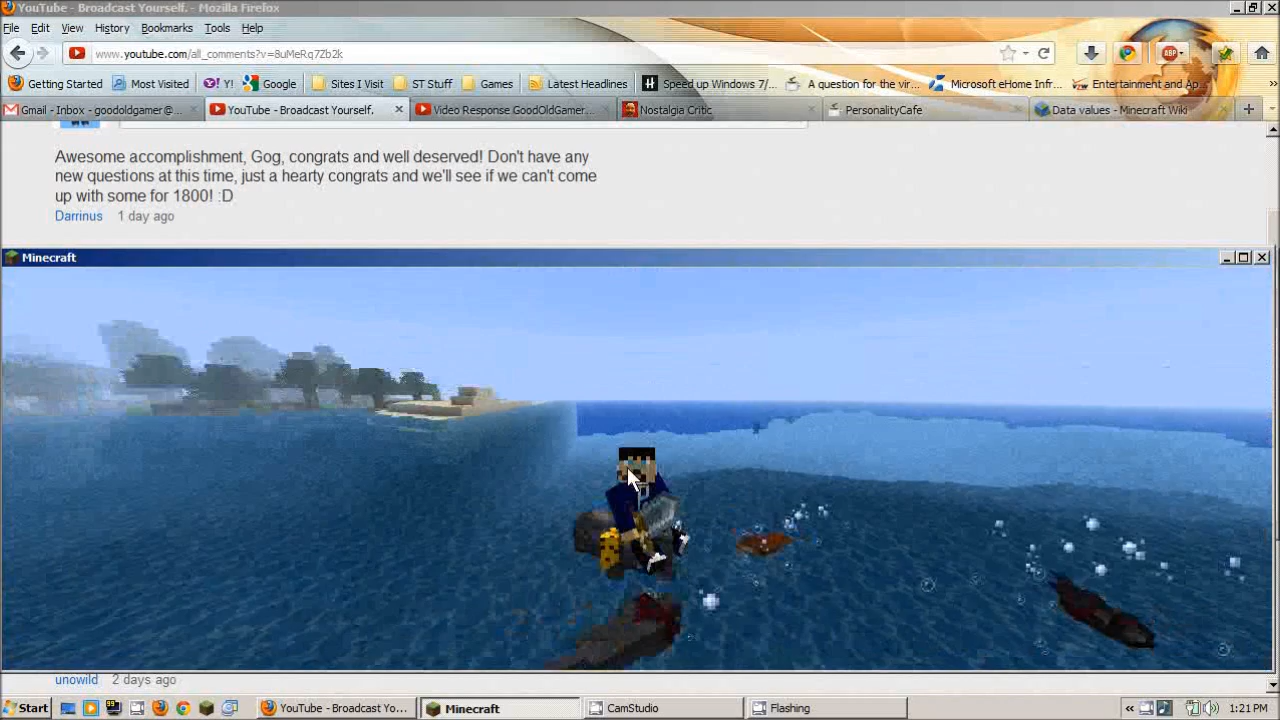 YouTube - Broadcast Yourself. - Mozilla Firefox
File Edit View History Bookmarks Tools Help
www.youtube.com/all_comments?v=8uMeRq7Zb2k
Getting Started Most Visited Y! Google Sites I Visit ST Stuff Games Latest Headlines Speed up Windows 7/... A question for the vir... Microsoft eHome Infr... Entertainment and Ap...
Gmail - Inbox - goodoldgamer@... YouTube - Broadcast Yourself. Video Response GoodOldGamer... Nostalgia Critic PersonalityCafe Data values - Minecraft Wiki
Awesome accomplishment, Gog, congrats and well deserved! Don't have any
new questions at this time, just a hearty congrats and we'll see if we can't come
up with some for 1800! :D
Darrinus 1 day ago
Minecraft
unowild 2 days ago
Start YouTube - Broadcast Yo... Minecraft CamStudio Flashing 1:21 PM